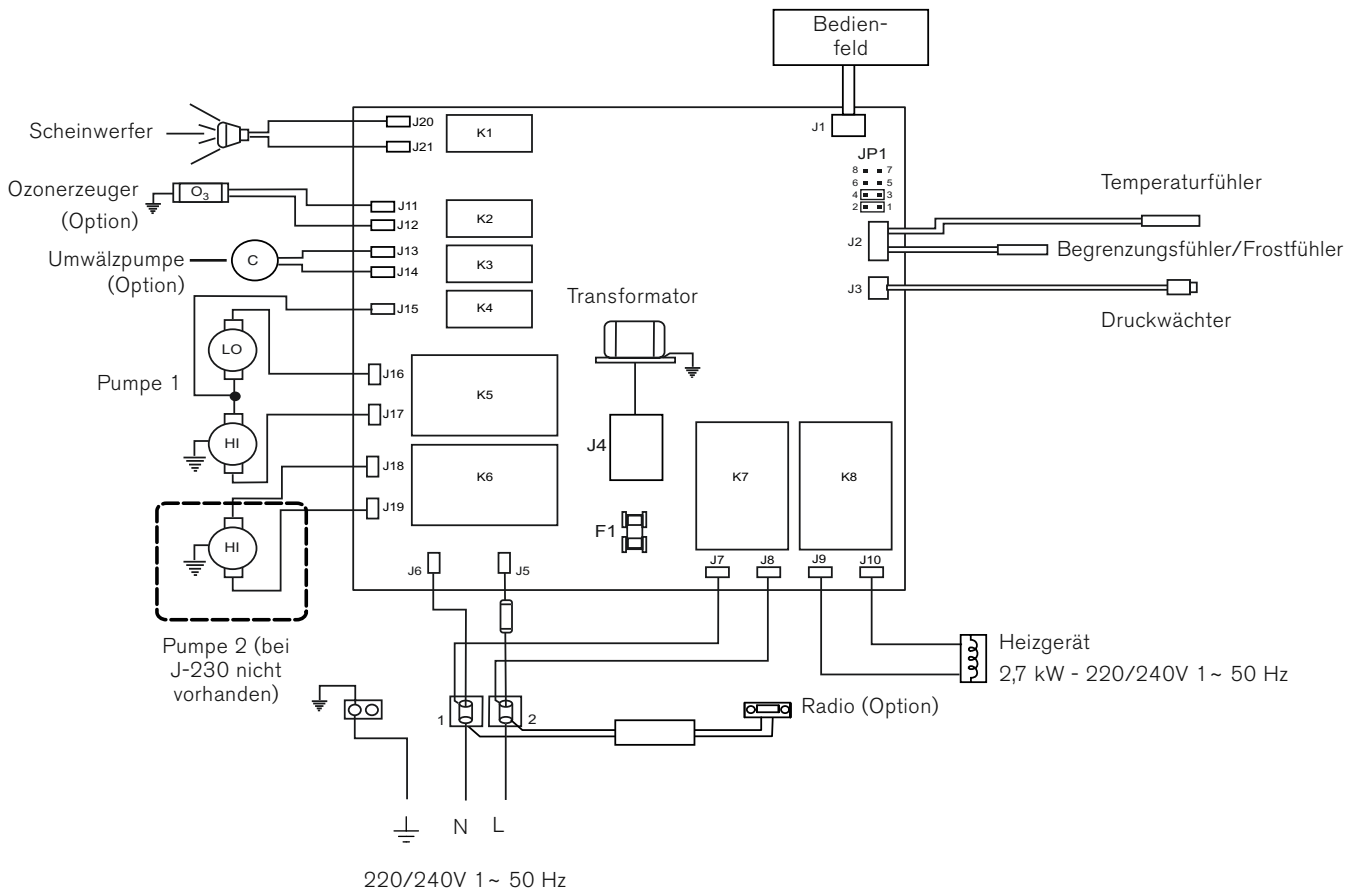 Bedien-
feld
Scheinwerfer
J20
J21
K1
J1
JP1
8 7
6 5
4 3
2 1
Ozonerzeuger
(Option)
O3
J11
J12
K2
Temperaturfühler
J2
Begrenzungsfühler/Frostfühler
Umwälzpumpe
(Option)
C
J13
J14
K3
J3
Druckwächter
J15
K4
Transformator
Pumpe 1
LO
HI
J16
J17
K5
J4
J18
J19
K6
K7
K8
HI
F1
J6
J5
J7
J8
J9
J10
Pumpe 2 (bei
J-230 nicht
vorhanden)
Heizgerät
2,7 kW - 220/240V 1~ 50 Hz
1
2
Radio (Option)
N L
220/240V 1~ 50 Hz